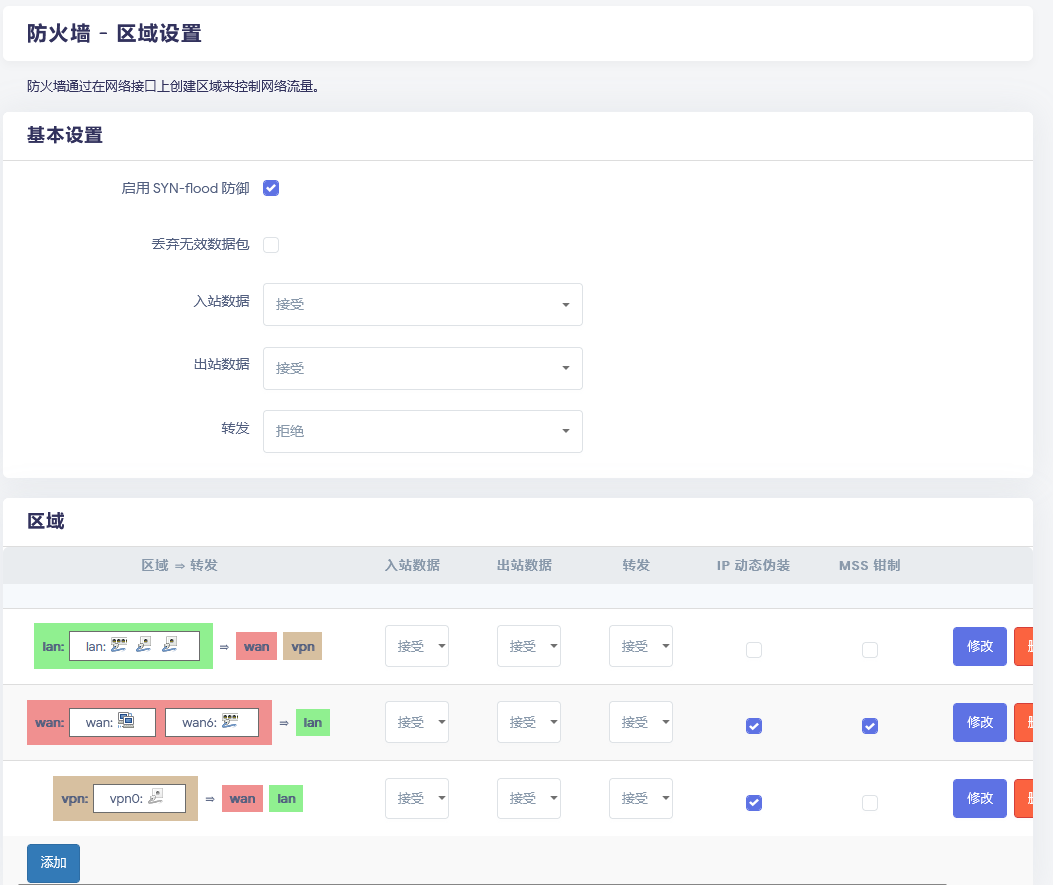 防火墙 - 区域设置
防火墙通过在网络接口上创建区域来控制网络流量。
基本设置
启用 SYN-flood 防御
丢弃无效数据包
入站数据 接受
出站数据 接受
转发 拒绝
区域
区域 ⇒ 转发 入站数据 出站数据 转发 IP 动态伪装 MSS 钳制
lan: lan: ⇒ wan vpn 接受 接受 接受 修改
wan: wan: wan6: ⇒ lan 接受 接受 接受 修改
vpn: vpn0: ⇒ wan lan 接受 接受 接受 修改
添加